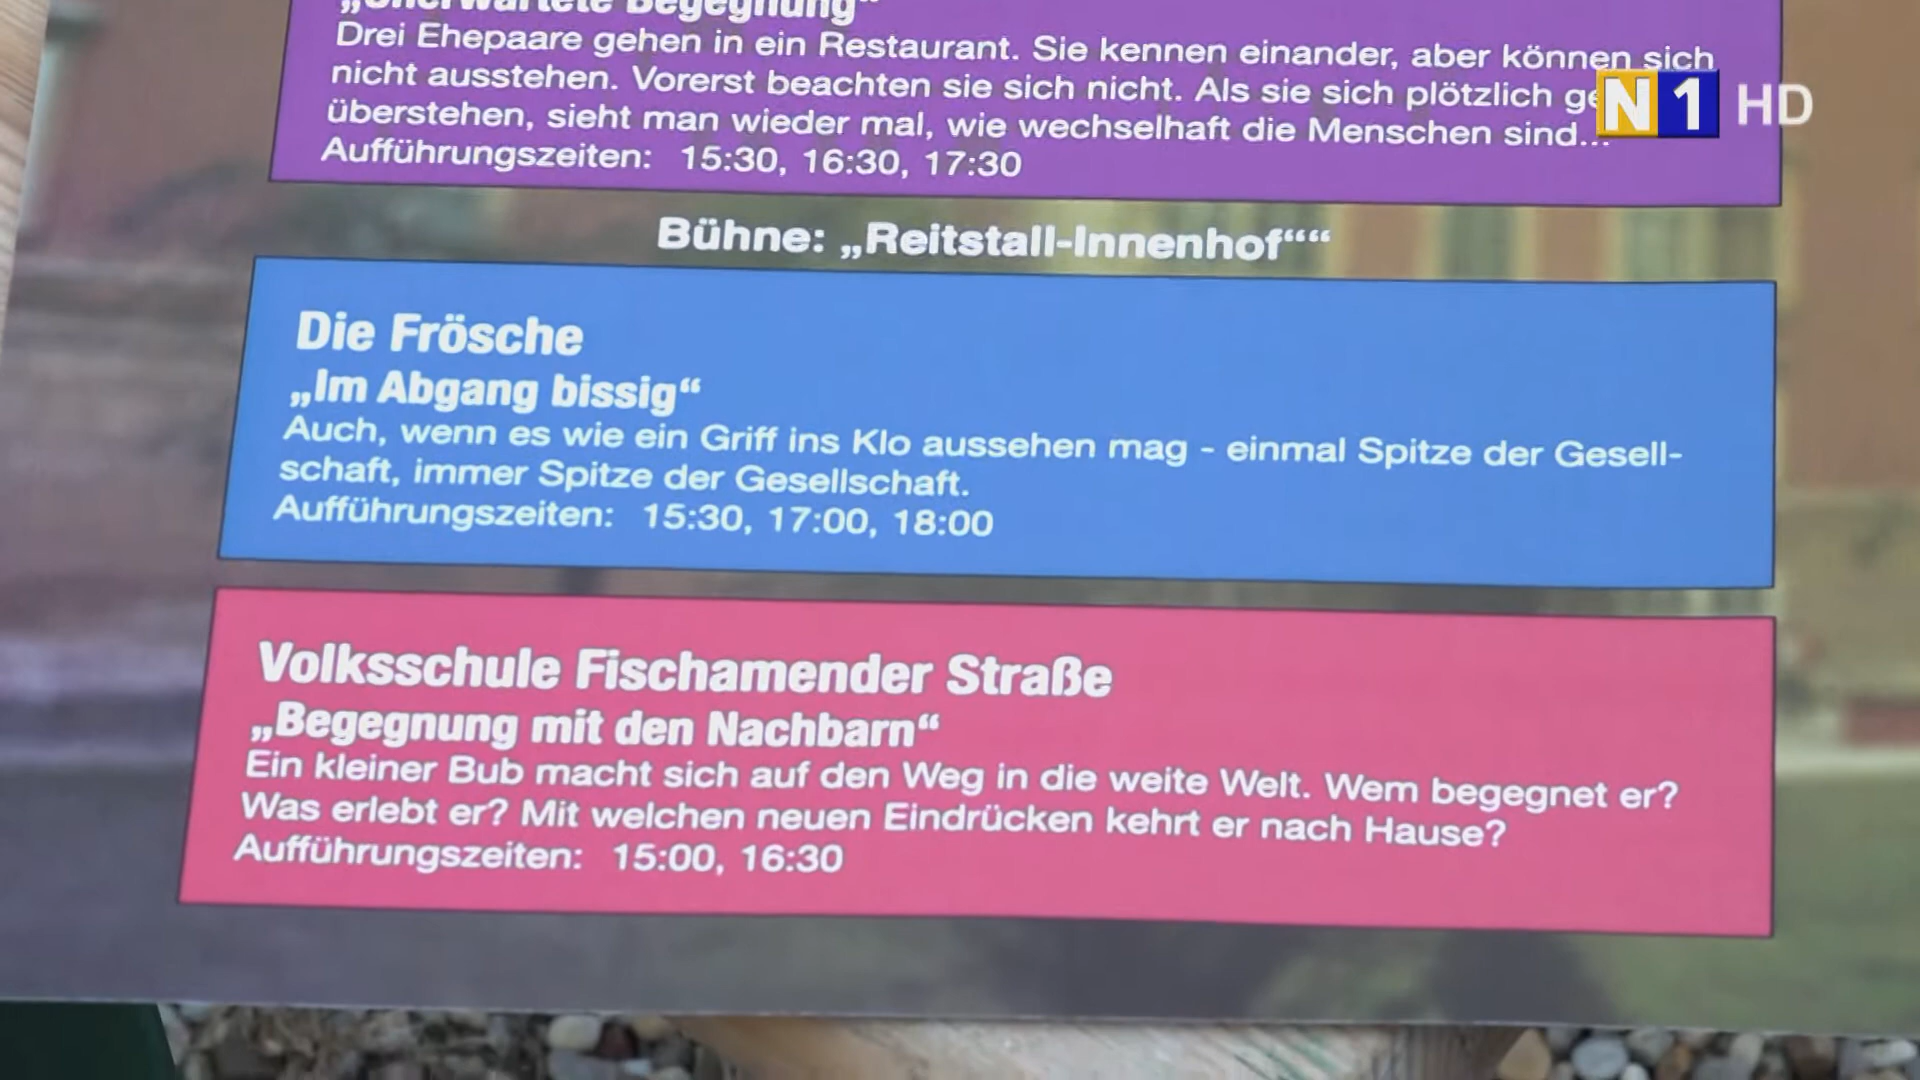 „Unerwartete Begegnung“
Drei Ehepaare gehen in ein Restaurant. Sie kennen einander, aber können sich
nicht ausstehen. Vorerst beachten sie sich nicht. Als sie sich plötzlich
überstehen, sieht man wieder mal, wie wechselhaft die Menschen sind...
Aufführungszeiten: 15:30, 16:30, 17:30
N1 HD
Bühne: „Reitstall-Innenhof““
Die Frösche
„Im Abgang bissig“
Auch, wenn es wie ein Griff ins Klo aussehen mag - einmal Spitze der Gesell-
schaft, immer Spitze der Gesellschaft.
Aufführungszeiten: 15:30, 17:00, 18:00
Volksschule Fischamender Straße
„Begegnung mit den Nachbarn“
Ein kleiner Bub macht sich auf den Weg in die weite Welt. Wem begegnet er?
Was erlebt er? Mit welchen neuen Eindrücken kehrt er nach Hause?
Aufführungszeiten: 15:00, 16:30